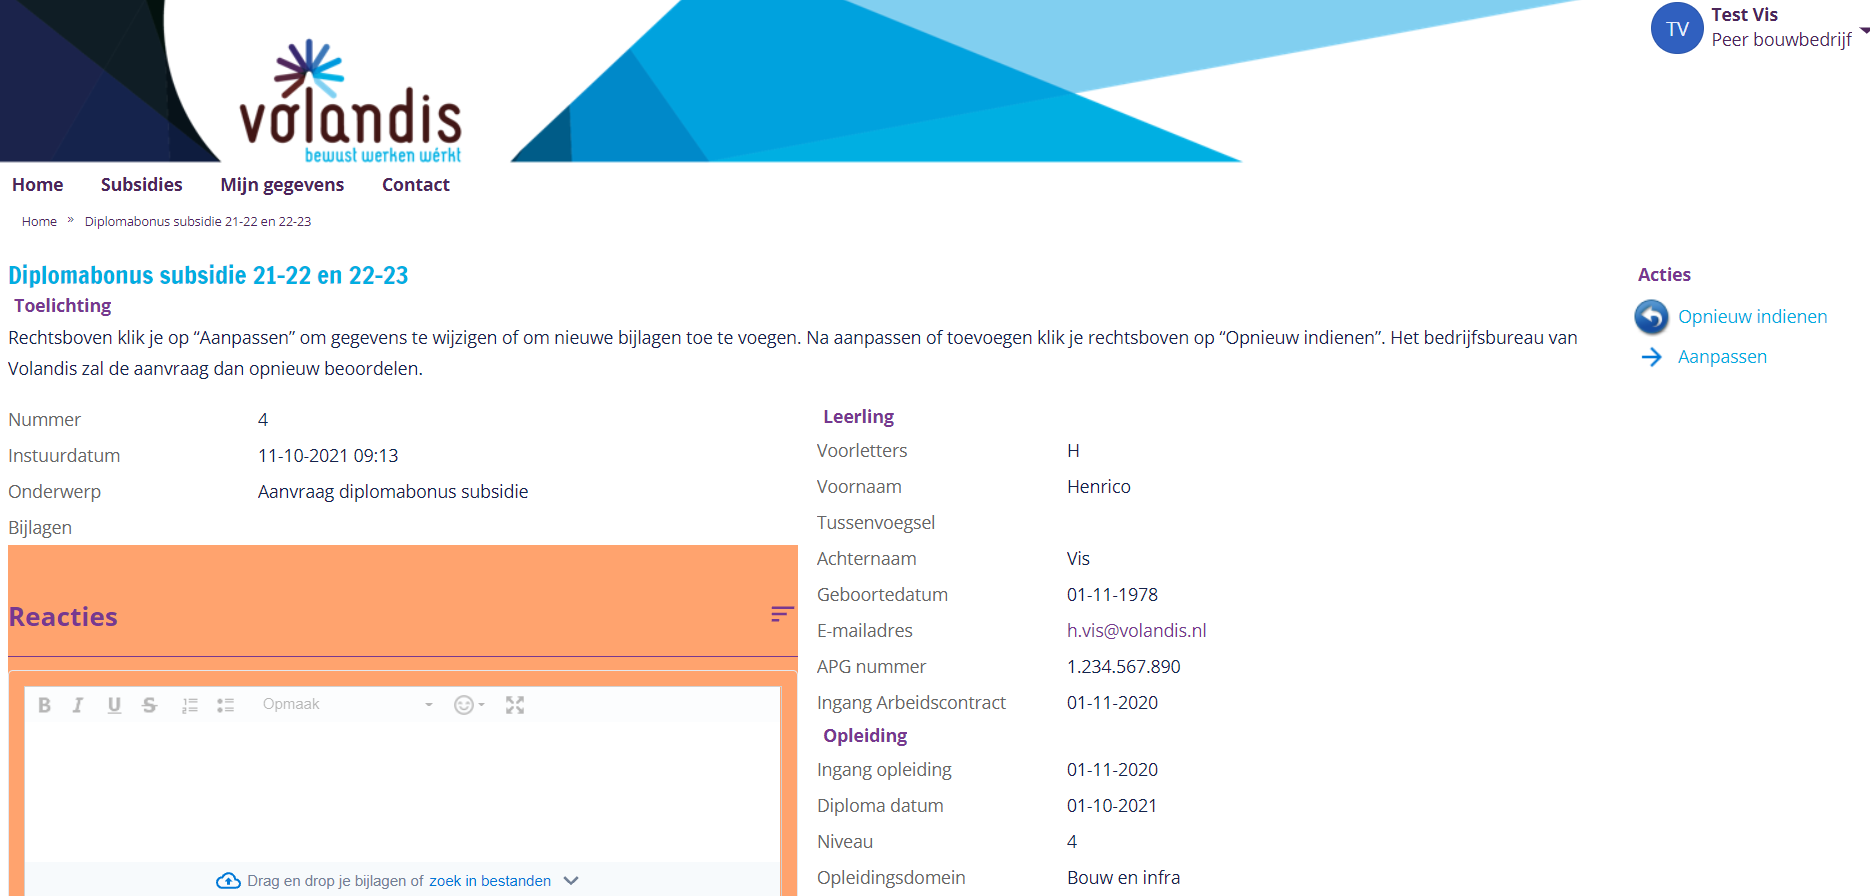 volandis
bewust werken wérkt
TV
Test Vis
Peer bouwbedrijf
Home Subsidies Mijn gegevens Contact
Home » Diplomabonus subsidie 21-22 en 22-23
Diplomabonus subsidie 21-22 en 22-23
Toelichting
Rechtsboven klik je op “Aanpassen” om gegevens te wijzigen of om nieuwe bijlagen toe te voegen. Na aanpassen of toevoegen klik je rechtsboven op “Opnieuw indienen”. Het bedrijfsbureau van
Volandis zal de aanvraag dan opnieuw beoordelen.
Acties
Opnieuw indienen
Aanpassen
Nummer 4
Instuurdatum 11-10-2021 09:13
Onderwerp Aanvraag diplomabonus subsidie
Bijlagen
Reacties
B I U S Opmaak
Drag en drop je bijlagen of zoek in bestanden
Leerling
Voorletters H
Voornaam Henrico
Tussenvoegsel
Achternaam Vis
Geboortedatum 01-11-1978
E-mailadres h.vis@volandis.nl
APG nummer 1.234.567.890
Ingang Arbeidscontract 01-11-2020
Opleiding
Ingang opleiding 01-11-2020
Diploma datum 01-10-2021
Niveau 4
Opleidingsdomein Bouw en infra